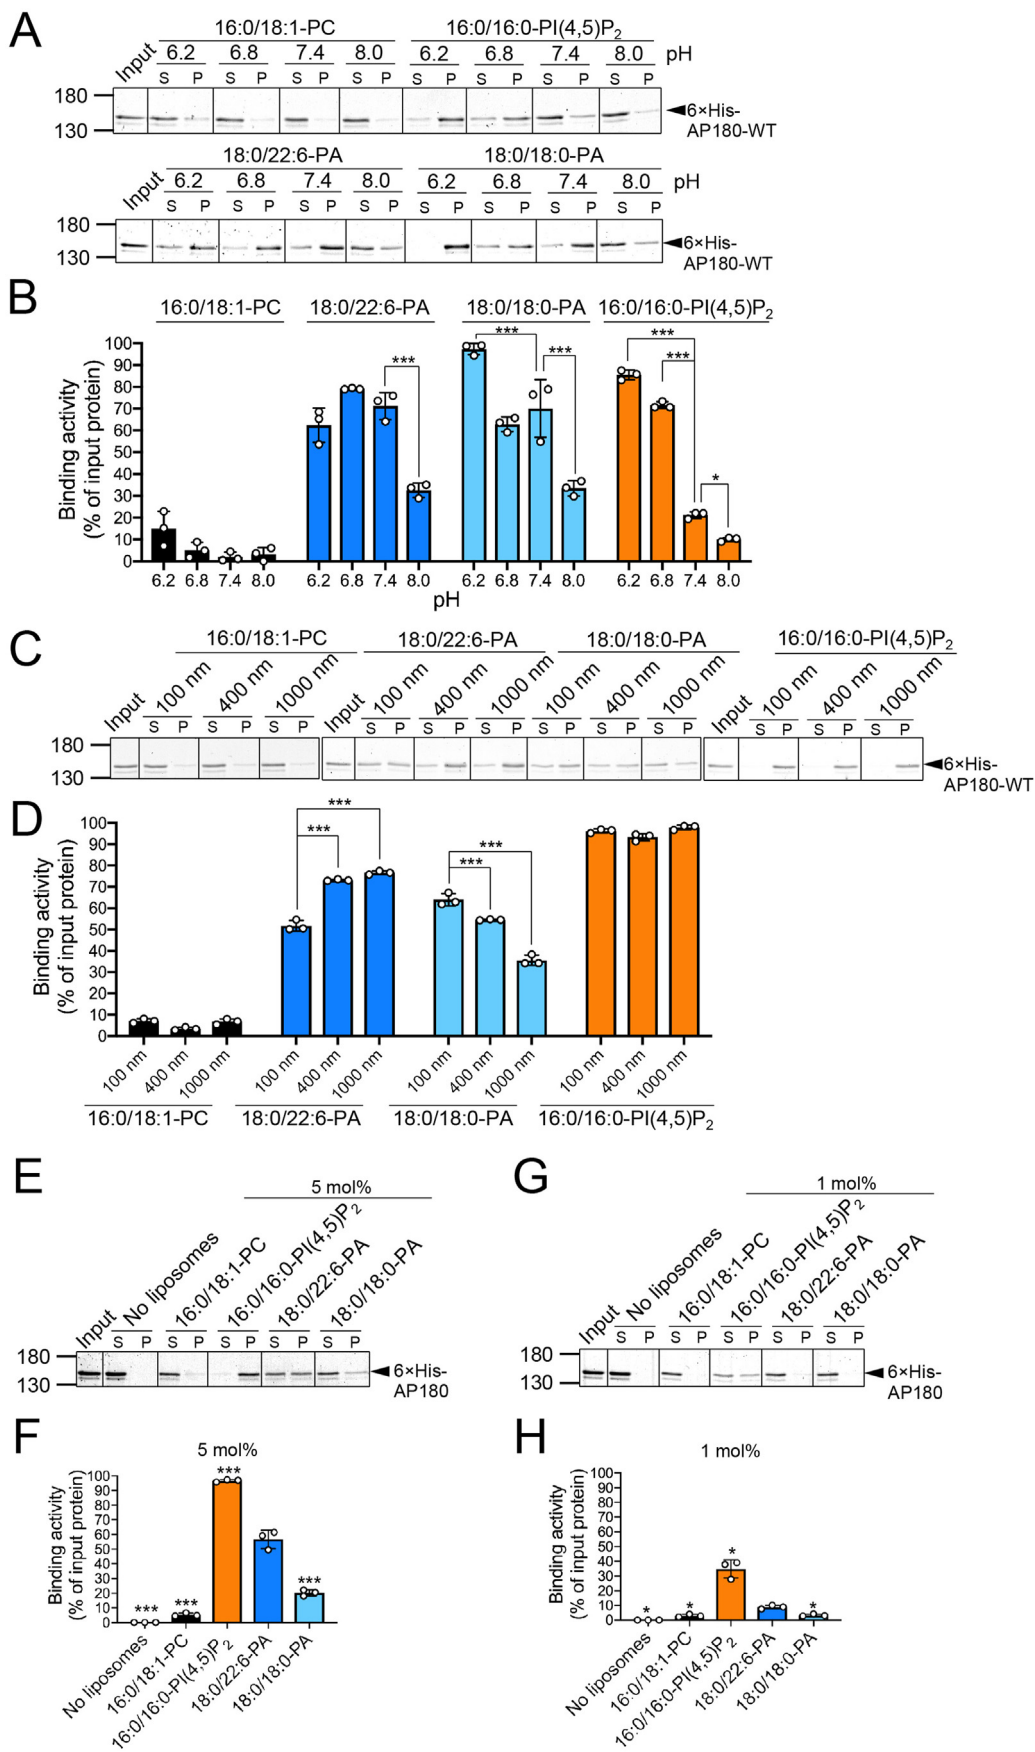 A
16:0/18:1-PC 16:0/16:0-PI(4,5)P2
Input 6.2 6.8 7.4 8.0 6.2 6.8 7.4 8.0 pH
S P S P S P S P S P S P S P S P
180
130
6×His-
AP180-WT
18:0/22:6-PA 18:0/18:0-PA
Input 6.2 6.8 7.4 8.0 6.2 6.8 7.4 8.0 pH
S P S P S P S P S P S P S P S P
180
130
6×His-
AP180-WT
B
16:0/18:1-PC 18:0/22:6-PA 18:0/18:0-PA 16:0/16:0-PI(4,5)P2
*** *** *** *** *** *
Binding activity
(% of input protein)
100
90
80
70
60
50
40
30
20
10
0
6.2 6.8 7.4 8.0 6.2 6.8 7.4 8.0 6.2 6.8 7.4 8.0 6.2 6.8 7.4 8.0
pH
C
16:0/18:1-PC 18:0/22:6-PA 18:0/18:0-PA 16:0/16:0-PI(4,5)P2
Input 100 nm 400 nm 1000 nm Input 100 nm 400 nm 1000 nm 100 nm 400 nm 1000 nm Input 100 nm 400 nm 1000 nm
S P S P S P S P S P S P S P S P S P S P S P S P
180
130
6×His-
AP180-WT
D
*** *** *** ***
Binding activity
(% of input protein)
100
90
80
70
60
50
40
30
20
10
0
100 nm 400 nm 1000 nm 100 nm 400 nm 1000 nm 100 nm 400 nm 1000 nm 100 nm 400 nm 1000 nm
16:0/18:1-PC 18:0/22:6-PA 18:0/18:0-PA 16:0/16:0-PI(4,5)P2
E
5 mol%
Input No liposomes 16:0/18:1-PC 16:0/16:0-PI(4,5)P2 18:0/22:6-PA 18:0/18:0-PA
S P S P S P S P S P
180
130
6×His-
AP180
G
1 mol%
Input No liposomes 16:0/18:1-PC 16:0/16:0-PI(4,5)P2 18:0/22:6-PA 18:0/18:0-PA
S P S P S P S P S P
180
130
6×His-
AP180
F
5 mol%
Binding activity
(% of input protein)
100
90
80
70
60
50
40
30
20
10
0
*** *** *** ***
No liposomes 16:0/18:1-PC 16:0/16:0-PI(4,5)P2 18:0/22:6-PA 18:0/18:0-PA
H
1 mol%
Binding activity
(% of input protein)
100
90
80
70
60
50
40
30
20
10
0
* * * *
No liposomes 16:0/18:1-PC 16:0/16:0-PI(4,5)P2 18:0/22:6-PA 18:0/18:0-PA